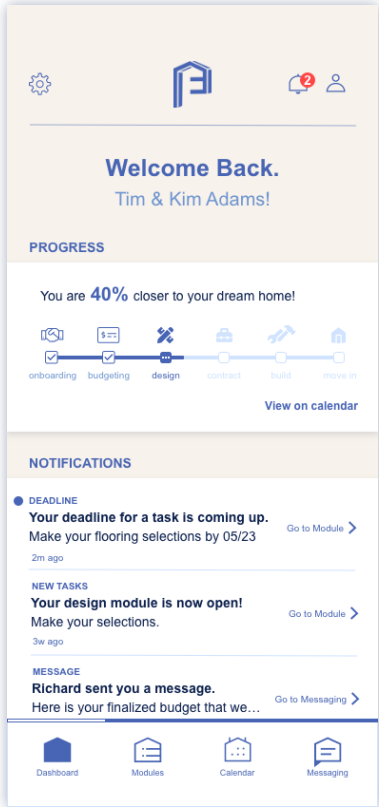 2
Welcome Back.
Tim & Kim Adams!
PROGRESS
You are 40% closer to your dream home!
onboarding budgeting design contract build move in
View on calendar
NOTIFICATIONS
DEADLINE
Your deadline for a task is coming up.
Make your flooring selections by 05/23
Go to Module
2m ago
NEW TASKS
Your design module is now open!
Make your selections.
Go to Module
3w ago
MESSAGE
Richard sent you a message.
Here is your finalized budget that we...
Go to Messaging
Dashboard Modules Calendar Messaging